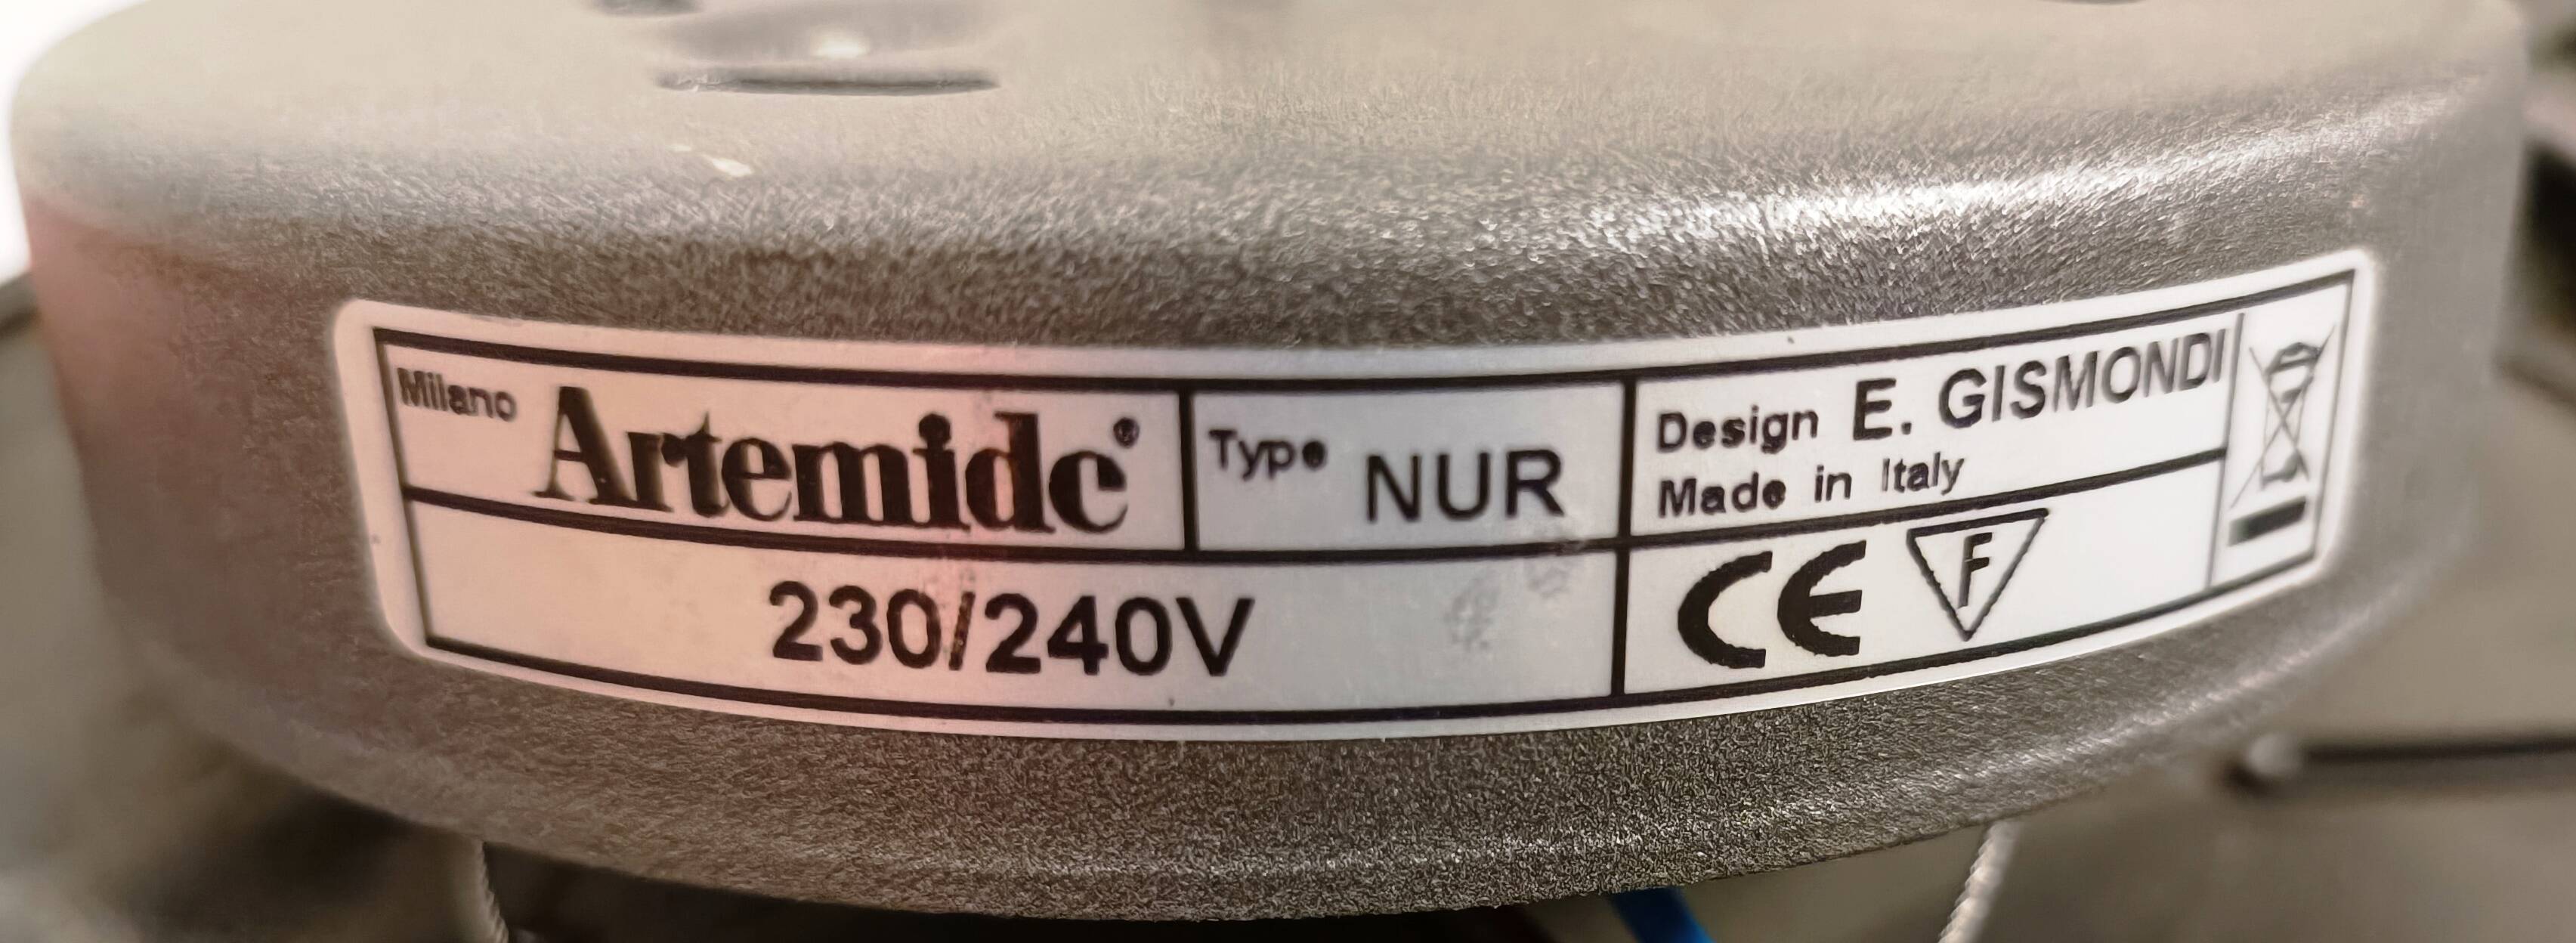 Milano Artemide®
Type NUR
Design E. GISMONDI
Made in Italy
230/240V
CE F